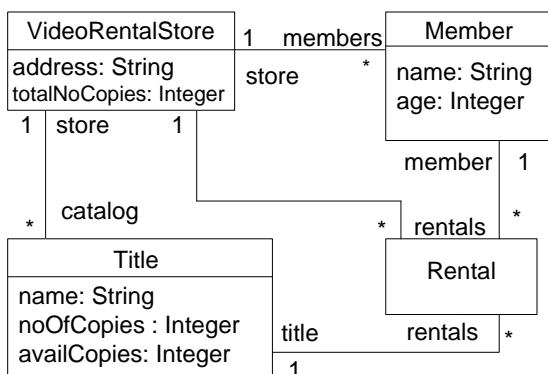 VideoRentalStore
address: String
totalNoCopies: Integer
1 members
store *
Member
name: String
age: Integer
1 store 1
member 1
* catalog
* rentals *
Title
name: String
noOfCopies : Integer
availCopies: Integer
Rental
title rentals *
1